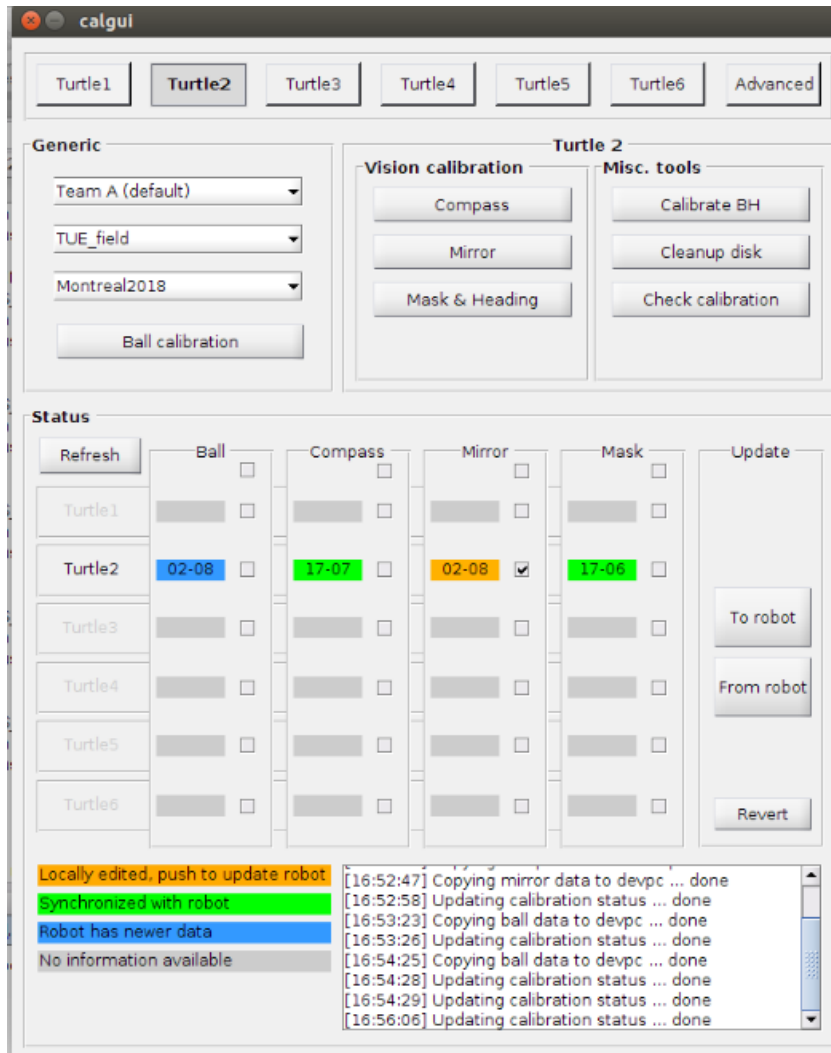 calgui
Turtle1 Turtle2 Turtle3 Turtle4 Turtle5 Turtle6 Advanced
Generic
Team A (default)
TUE_field
Montreal2018
Ball calibration
Turtle 2
Vision calibration
Compass
Mirror
Mask & Heading
Misc. tools
Calibrate BH
Cleanup disk
Check calibration
Status
Refresh Ball Compass Mirror Mask Update
Turtle1
Turtle2 02-08 17-07 02-08 17-06
Turtle3
Turtle4
Turtle5
Turtle6
To robot
From robot
Revert
Locally edited, push to update robot
Synchronized with robot
Robot has newer data
No information available
[16:52:47] Copying mirror data to devpc ... done
[16:52:58] Updating calibration status ... done
[16:53:23] Copying ball data to devpc ... done
[16:53:26] Updating calibration status ... done
[16:54:25] Copying ball data to devpc ... done
[16:54:28] Updating calibration status ... done
[16:54:29] Updating calibration status ... done
[16:56:06] Updating calibration status ... done